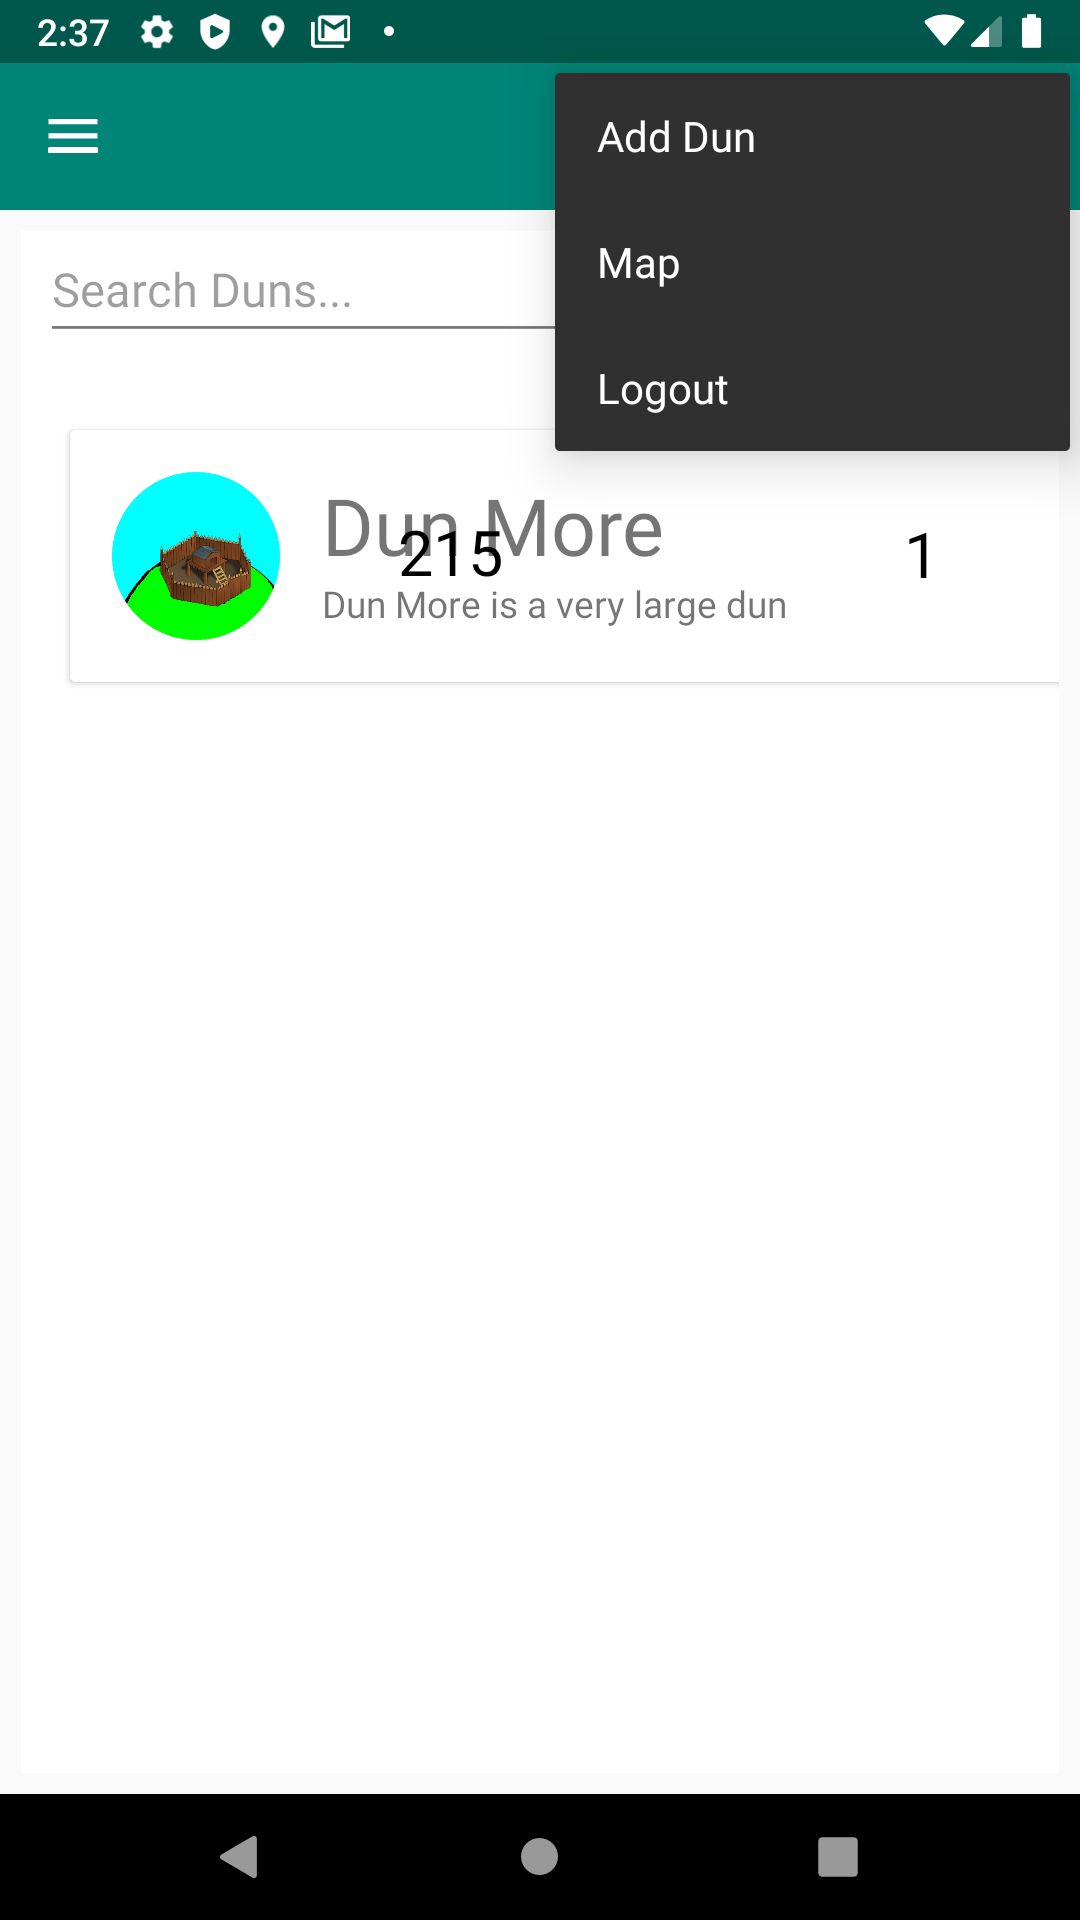 2:37
Add Dun
Map
Logout
Search Duns...
Dun More
215
1
Dun More is a very large dun